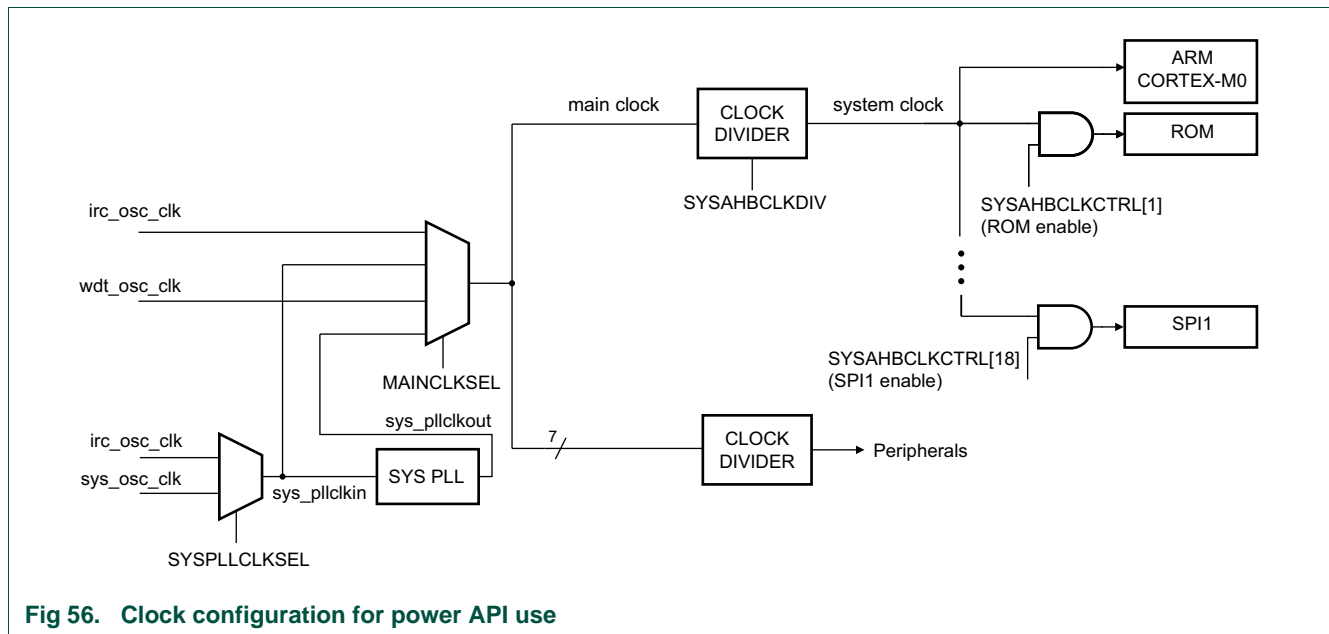 ARM
CORTEX-M0
main clock
CLOCK
DIVIDER
system clock
ROM
SYSAHBCLKDIV
SYSAHBCLKCTRL[1]
(ROM enable)
irc_osc_clk
wdt_osc_clk
SPI1
SYSAHBCLKCTRL[18]
(SPI1 enable)
MAINCLKSEL
sys_pllclkout
irc_osc_clk
sys_osc_clk
sys_pllclkin
SYS PLL
7
CLOCK
DIVIDER
Peripherals
SYSPLLCLKSEL
Fig 56. Clock configuration for power API use